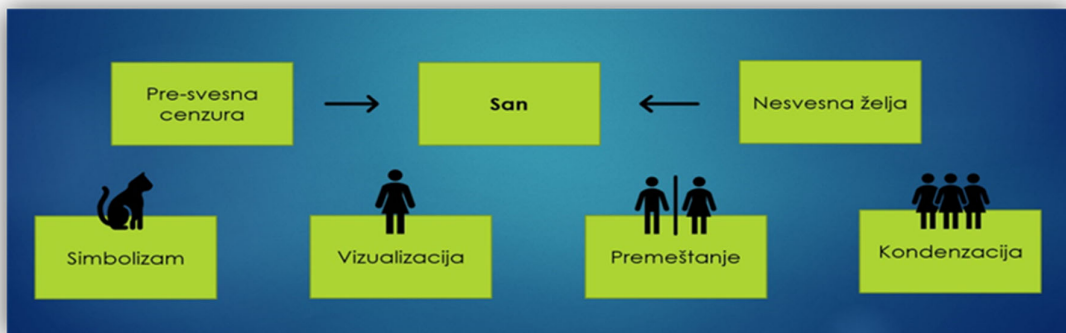 Pre-svesna
cenzura
San
Nesvesna želja
Simbolizam
Vizualizacija
Premeštanje
Kondenzacija